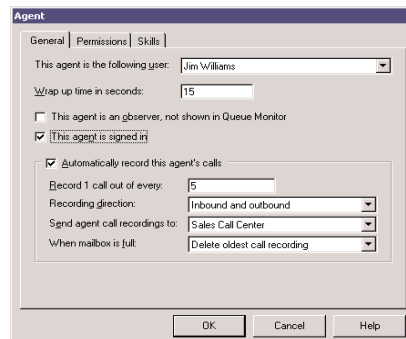 Agent
General Permissions Skills
This agent is the following user: Jim Williams
Wrap up time in seconds: 15
This agent is an observer, not shown in Queue Monitor
This agent is signed in
Automatically record this agent's calls
Record 1 call out of every: 5
Recording direction: Inbound and outbound
Send agent call recordings to: Sales Call Center
When mailbox is full: Delete oldest call recording
OK Cancel Help